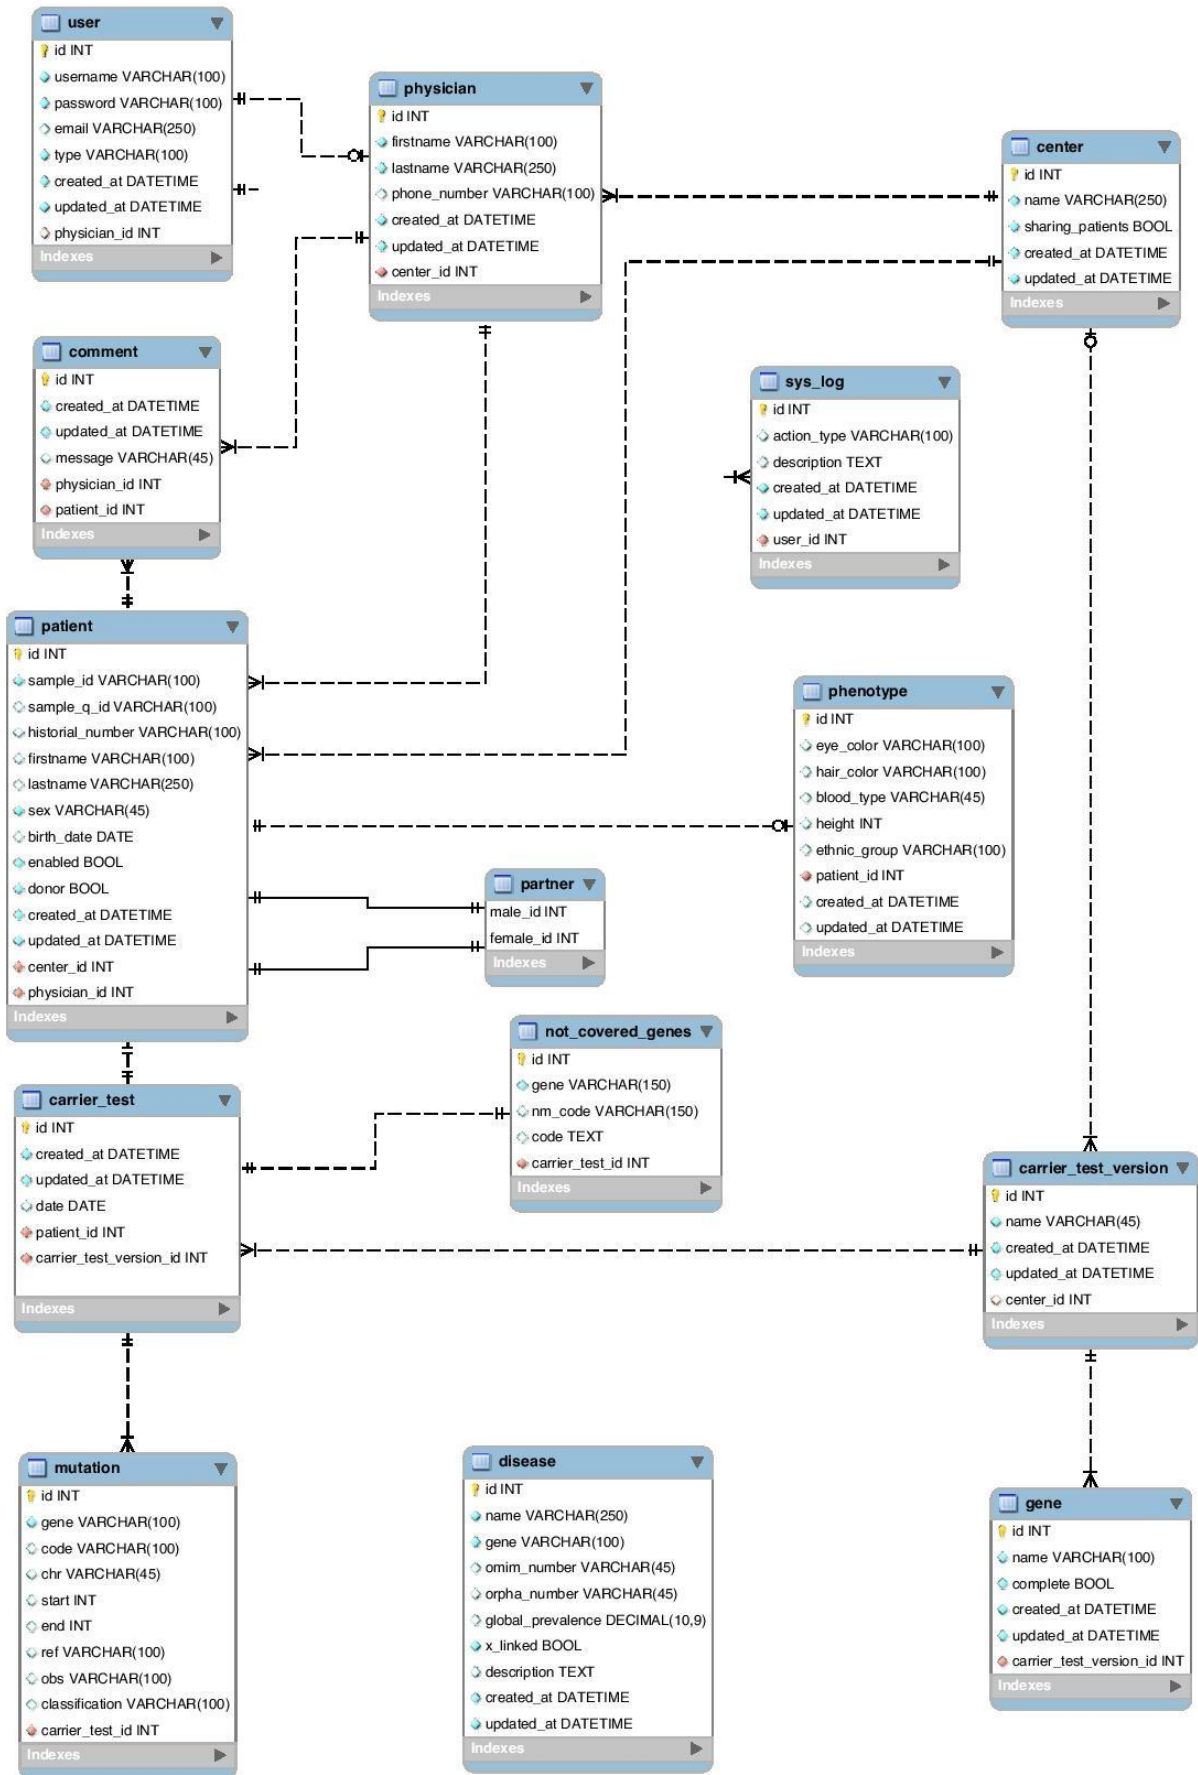 user
id INT
username VARCHAR(100)
password VARCHAR(100)
email VARCHAR(250)
type VARCHAR(100)
created_at DATETIME
updated_at DATETIME
physician_id INT
Indexes
physician
id INT
firstname VARCHAR(100)
lastname VARCHAR(250)
phone_number VARCHAR(100)
created_at DATETIME
updated_at DATETIME
center_id INT
Indexes
center
id INT
name VARCHAR(250)
sharing_patients BOOL
created_at DATETIME
updated_at DATETIME
Indexes
comment
id INT
created_at DATETIME
updated_at DATETIME
message VARCHAR(45)
physician_id INT
patient_id INT
Indexes
sys_log
id INT
action_type VARCHAR(100)
description TEXT
created_at DATETIME
updated_at DATETIME
user_id INT
Indexes
patient
id INT
sample_id VARCHAR(100)
sample_q_id VARCHAR(100)
historial_number VARCHAR(100)
firstname VARCHAR(100)
lastname VARCHAR(250)
sex VARCHAR(45)
birth_date DATE
enabled BOOL
donor BOOL
created_at DATETIME
updated_at DATETIME
center_id INT
physician_id INT
Indexes
phenotype
id INT
eye_color VARCHAR(100)
hair_color VARCHAR(100)
blood_type VARCHAR(45)
height INT
ethnic_group VARCHAR(100)
patient_id INT
created_at DATETIME
updated_at DATETIME
Indexes
partner
male_id INT
female_id INT
Indexes
not_covered_genes
id INT
gene VARCHAR(150)
nm_code VARCHAR(150)
code TEXT
carrier_test_id INT
Indexes
carrier_test
id INT
created_at DATETIME
updated_at DATETIME
date DATE
patient_id INT
carrier_test_version_id INT
Indexes
carrier_test_version
id INT
name VARCHAR(45)
created_at DATETIME
updated_at DATETIME
center_id INT
Indexes
mutation
id INT
gene VARCHAR(100)
code VARCHAR(100)
chr VARCHAR(45)
start INT
end INT
ref VARCHAR(100)
obs VARCHAR(100)
classification VARCHAR(100)
carrier_test_id INT
Indexes
disease
id INT
name VARCHAR(250)
gene VARCHAR(100)
omim_number VARCHAR(45)
orpha_number VARCHAR(45)
global_prevalence DECIMAL(10,9)
x_linked BOOL
description TEXT
created_at DATETIME
updated_at DATETIME
Indexes
gene
id INT
name VARCHAR(100)
complete BOOL
created_at DATETIME
updated_at DATETIME
carrier_test_version_id INT
Indexes